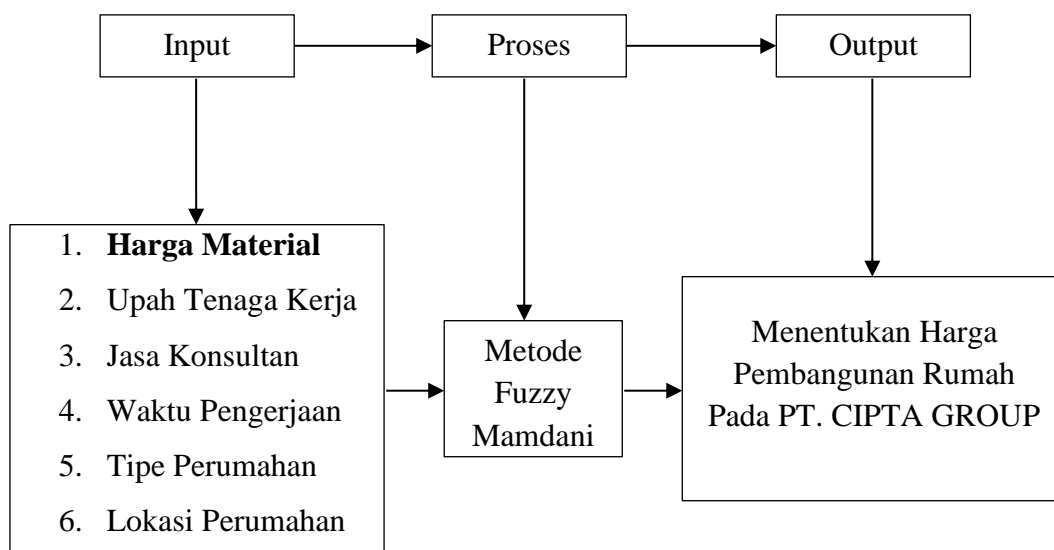 Input
Proses
Output
1. Harga Material
2. Upah Tenaga Kerja
3. Jasa Konsultan
4. Waktu Pengerjaan
5. Tipe Perumahan
6. Lokasi Perumahan
Metode
Fuzzy
Mamdani
Menentukan Harga
Pembangunan Rumah
Pada PT. CIPTA GROUP